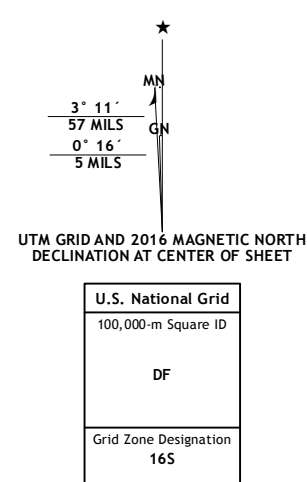 ★
MN
3° 11´
57 MILS
GN
0° 16´
5 MILS
UTM GRID AND 2016 MAGNETIC NORTH
DECLINATION AT CENTER OF SHEET
U.S. National Grid
100,000-m Square ID
DF
Grid Zone Designation
16S